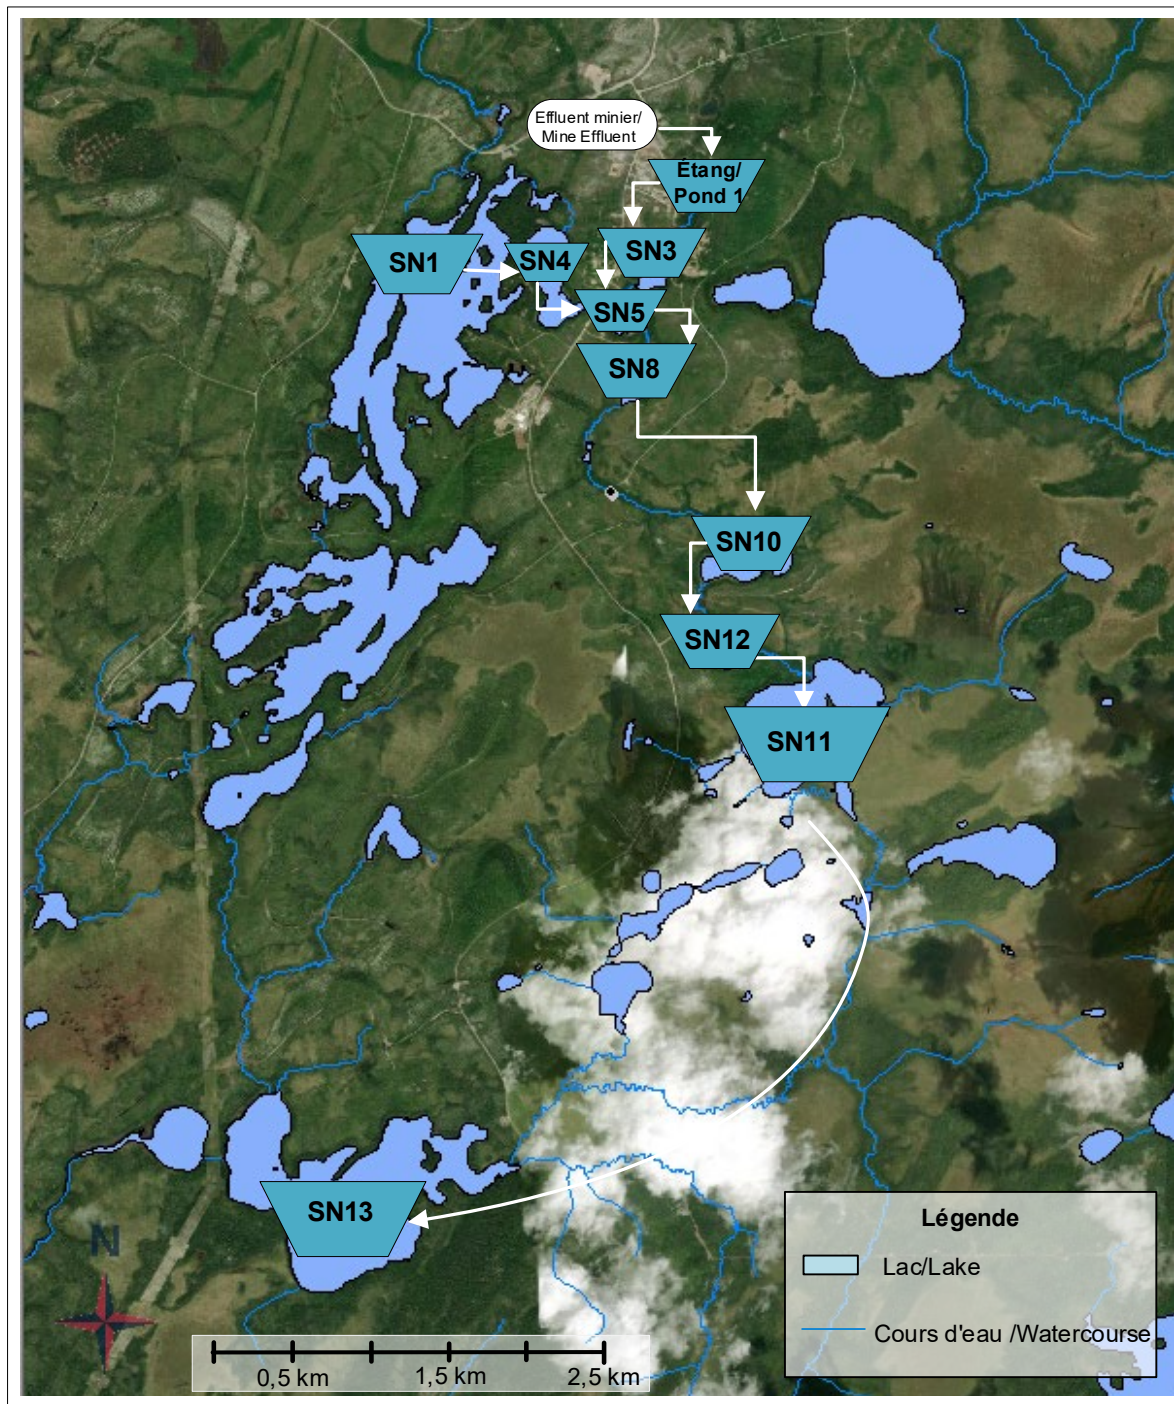 Effluent minier/
Mine Effluent
Étang/
Pond 1
SN1
SN4
SN3
SN5
SN8
SN10
SN12
SN11
SN13
N
Légende
Lac/Lake
Cours d'eau /Watercourse
0,5 km
1,5 km
2,5 km